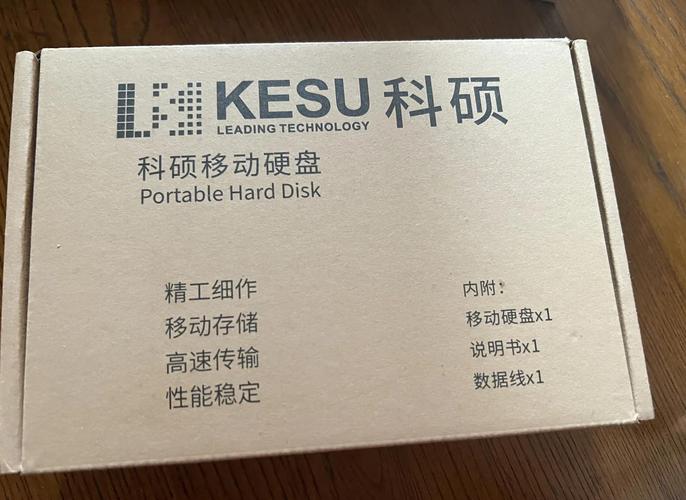 KESU 科硕
LEADING TECHNOLOGY
科硕移动硬盘
Portable Hard Disk
精工细作
移动存储
高速传输
性能稳定
内附：
移动硬盘x1
说明书x1
数据线x1